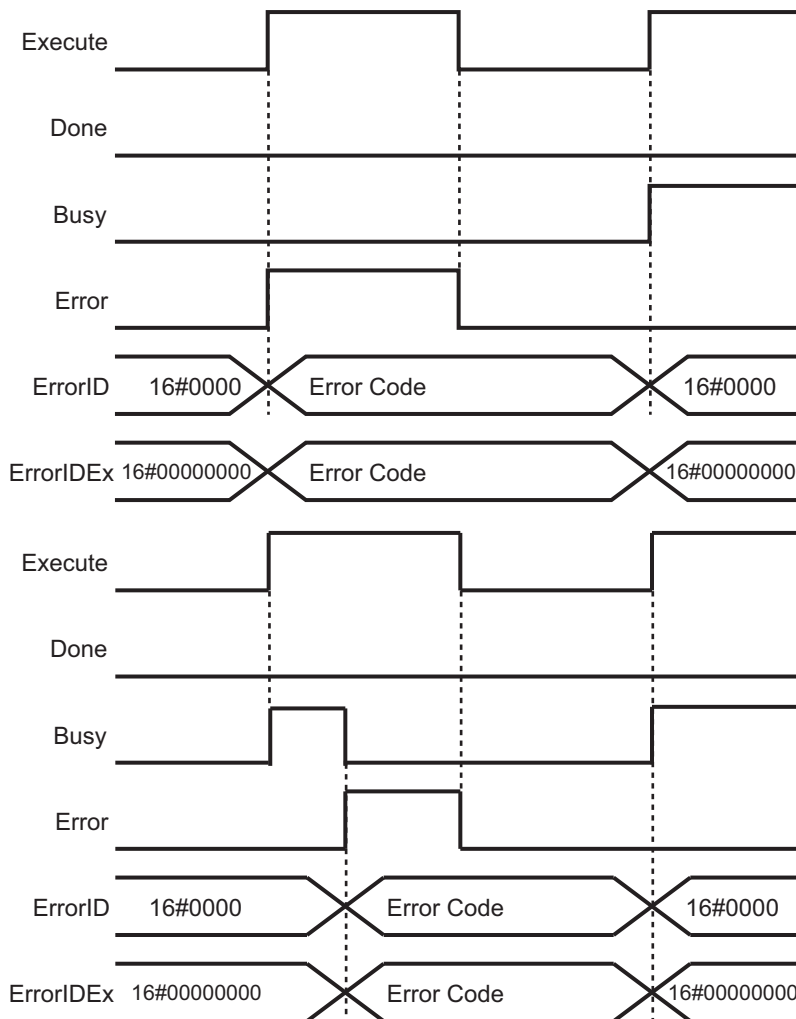 Execute
Done
Busy
Error
ErrorID 16#0000 Error Code 16#0000
ErrorIDEx 16#00000000 Error Code 16#00000000
Execute
Done
Busy
Error
ErrorID 16#0000 Error Code 16#0000
ErrorIDEx 16#00000000 Error Code 16#00000000